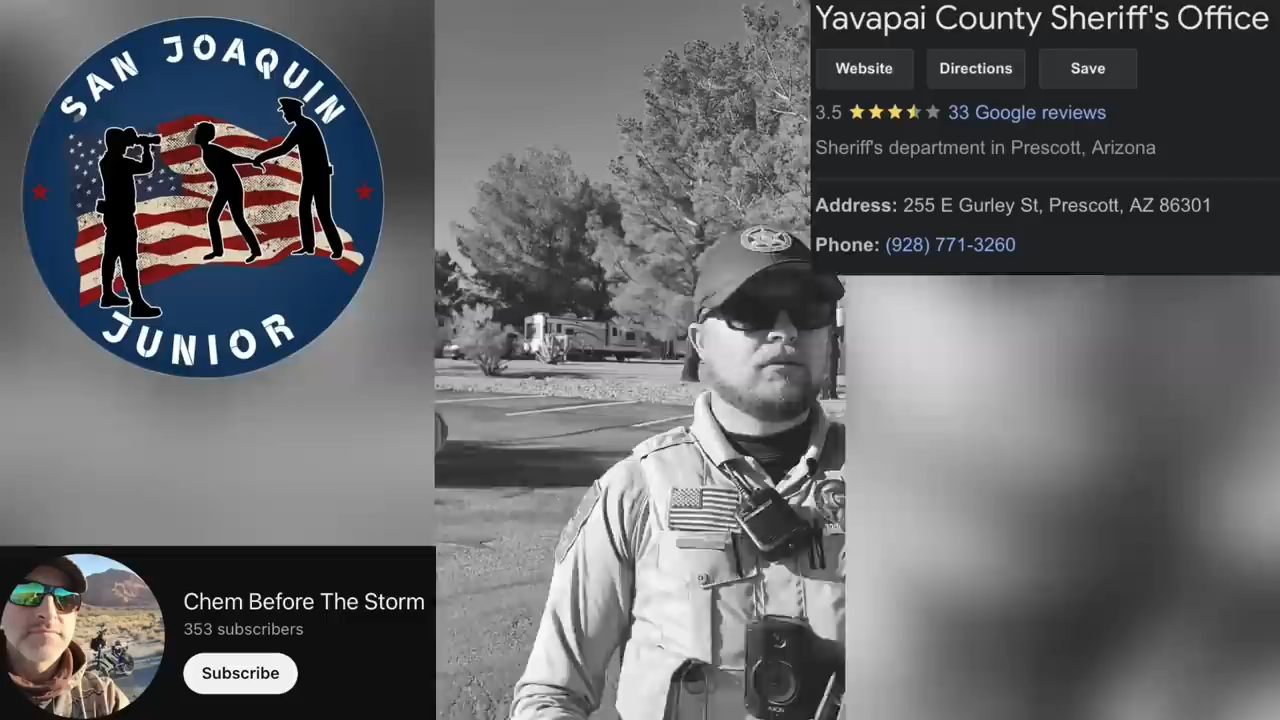 SAN JOAQUIN
JUNIOR
Chem Before The Storm
353 subscribers
Subscribe
Yavapai County Sheriff's Office
Website
Directions
Save
3.5
33 Google reviews
Sheriff's department in Prescott, Arizona
Address: 255 E Gurley St, Prescott, AZ 86301
Phone: (928) 771-3260
AXON